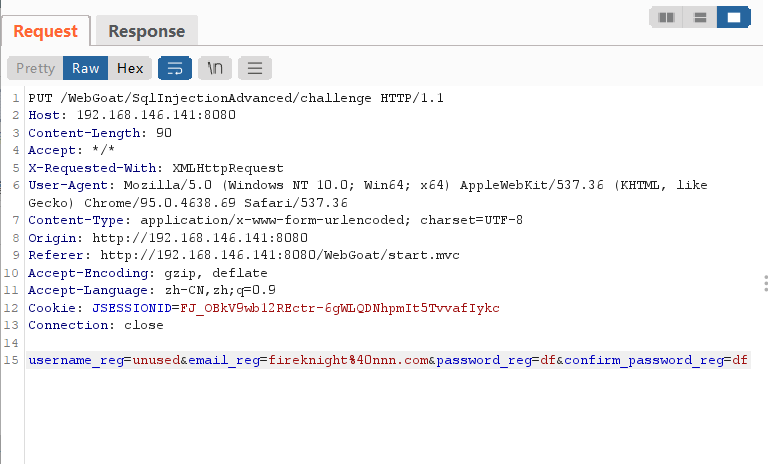 Request Response
Pretty Raw Hex \n
1 PUT /WebGoat/SqlInjectionAdvanced/challenge HTTP/1.1
2 Host: 192.168.146.141:8080
3 Content-Length: 90
4 Accept: */*
5 X-Requested-With: XMLHttpRequest
6 User-Agent: Mozilla/5.0 (Windows NT 10.0; Win64; x64) AppleWebKit/537.36 (KHTML, like
Gecko) Chrome/95.0.4638.69 Safari/537.36
7 Content-Type: application/x-www-form-urlencoded; charset=UTF-8
8 Origin: http://192.168.146.141:8080
9 Referer: http://192.168.146.141:8080/WebGoat/start.mvc
10 Accept-Encoding: gzip, deflate
11 Accept-Language: zh-CN,zh;q=0.9
12 Cookie: JSESSIONID=FJ_OBkV9wb12REctr-6gWLQDNhpmIt5TvvafIykc
13 Connection: close
14
15 username_reg=unused&email_reg=fireknight%40nnn.com&password_reg=df&confirm_password_reg=df